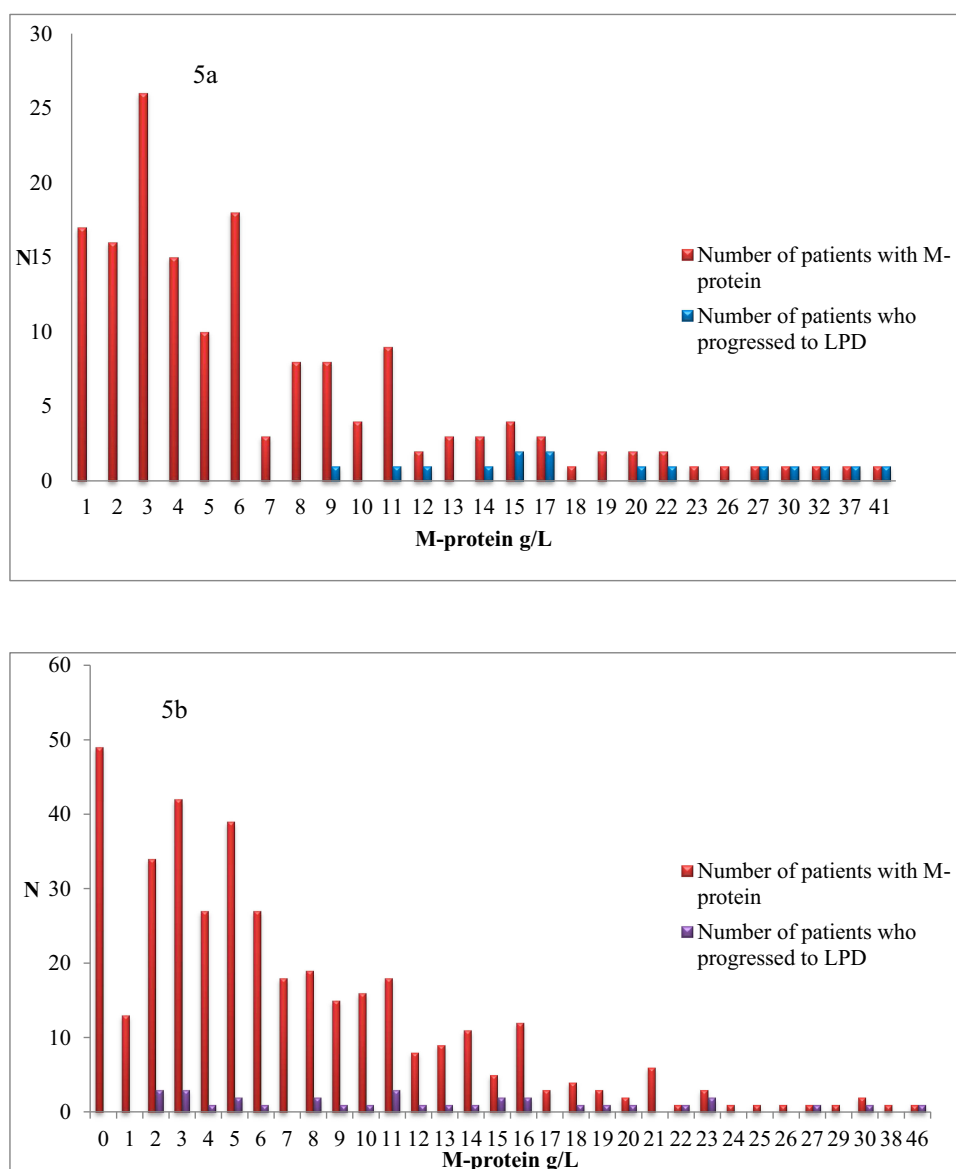 30
5a
25
20
N15
Number of patients with M-
protein
Number of patients who
progressed to LPD
10
5
0
1 2 3 4 5 6 7 8 9 10 11 12 13 14 15 17 18 19 20 22 23 26 27 30 32 37 41
M-protein g/L
60
5b
50
40
Number of patients with M-
protein
N
30
Number of patients who
progressed to LPD
20
10
0
0 1 2 3 4 5 6 7 8 9 10 11 12 13 14 15 16 17 18 19 20 21 22 23 24 25 26 27 29 30 38 46
M-protein g/L